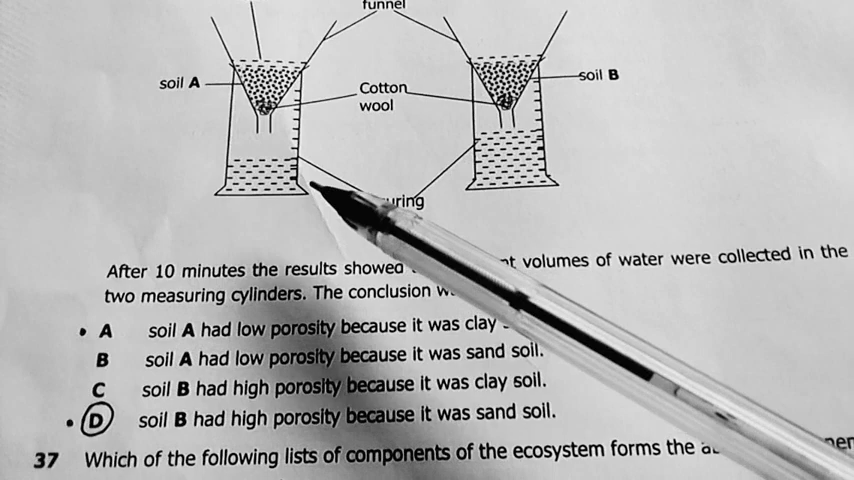 funnel
soil A
Cotton
wool
soil B
After 10 minutes the results showed volumes of water were collected in the
two measuring cylinders. The conclusion
• A soil A had low porosity because it was clay
B soil A had low porosity because it was sand soil.
C soil B had high porosity because it was clay soil.
• D soil B had high porosity because it was sand soil.
37 Which of the following lists of components of the ecosystem forms the